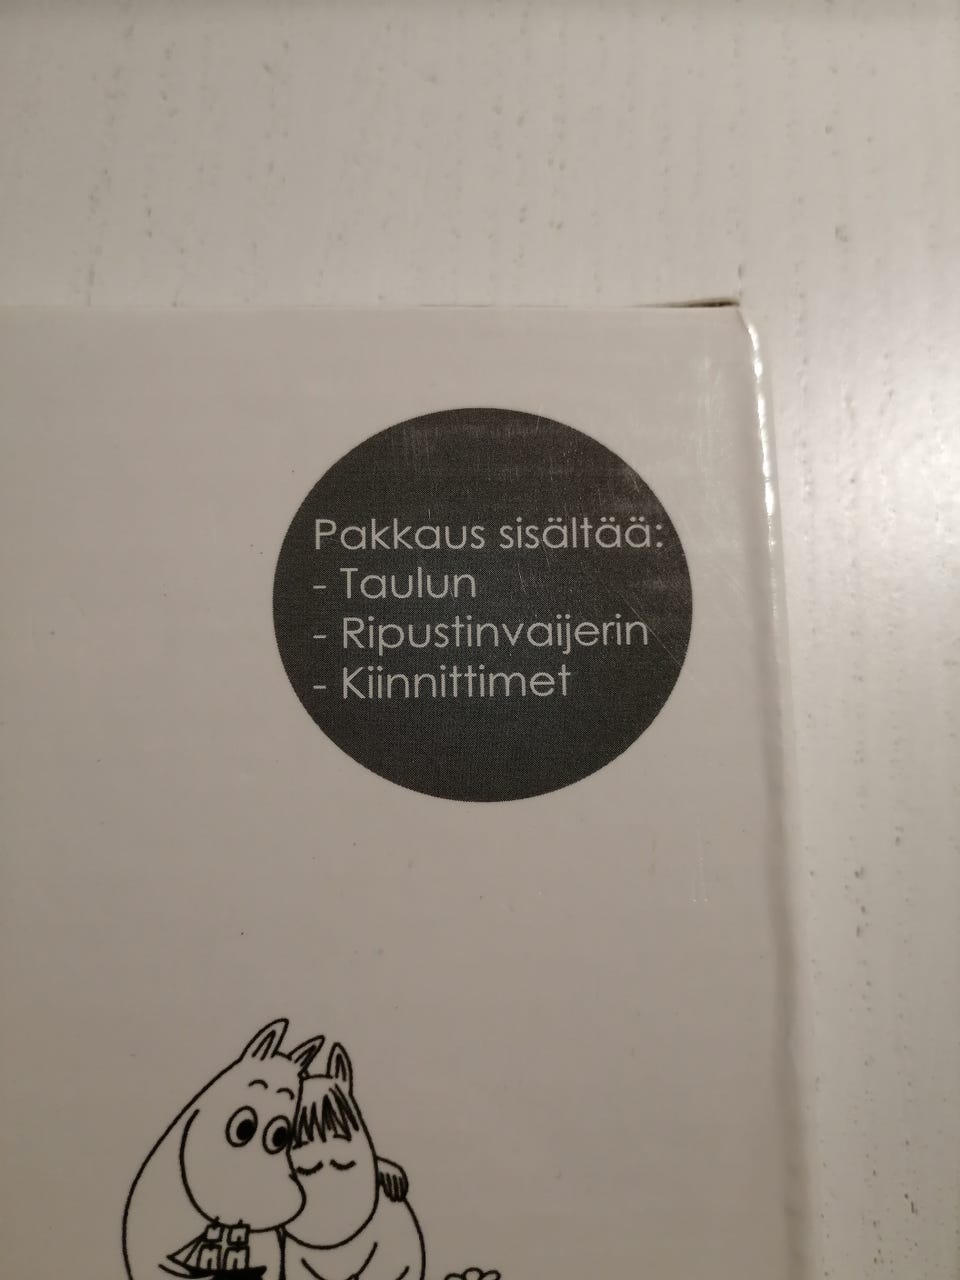 Pakkaus sisältää:
- Taulun
- Ripustinvaijerin
- Kiinnittimet